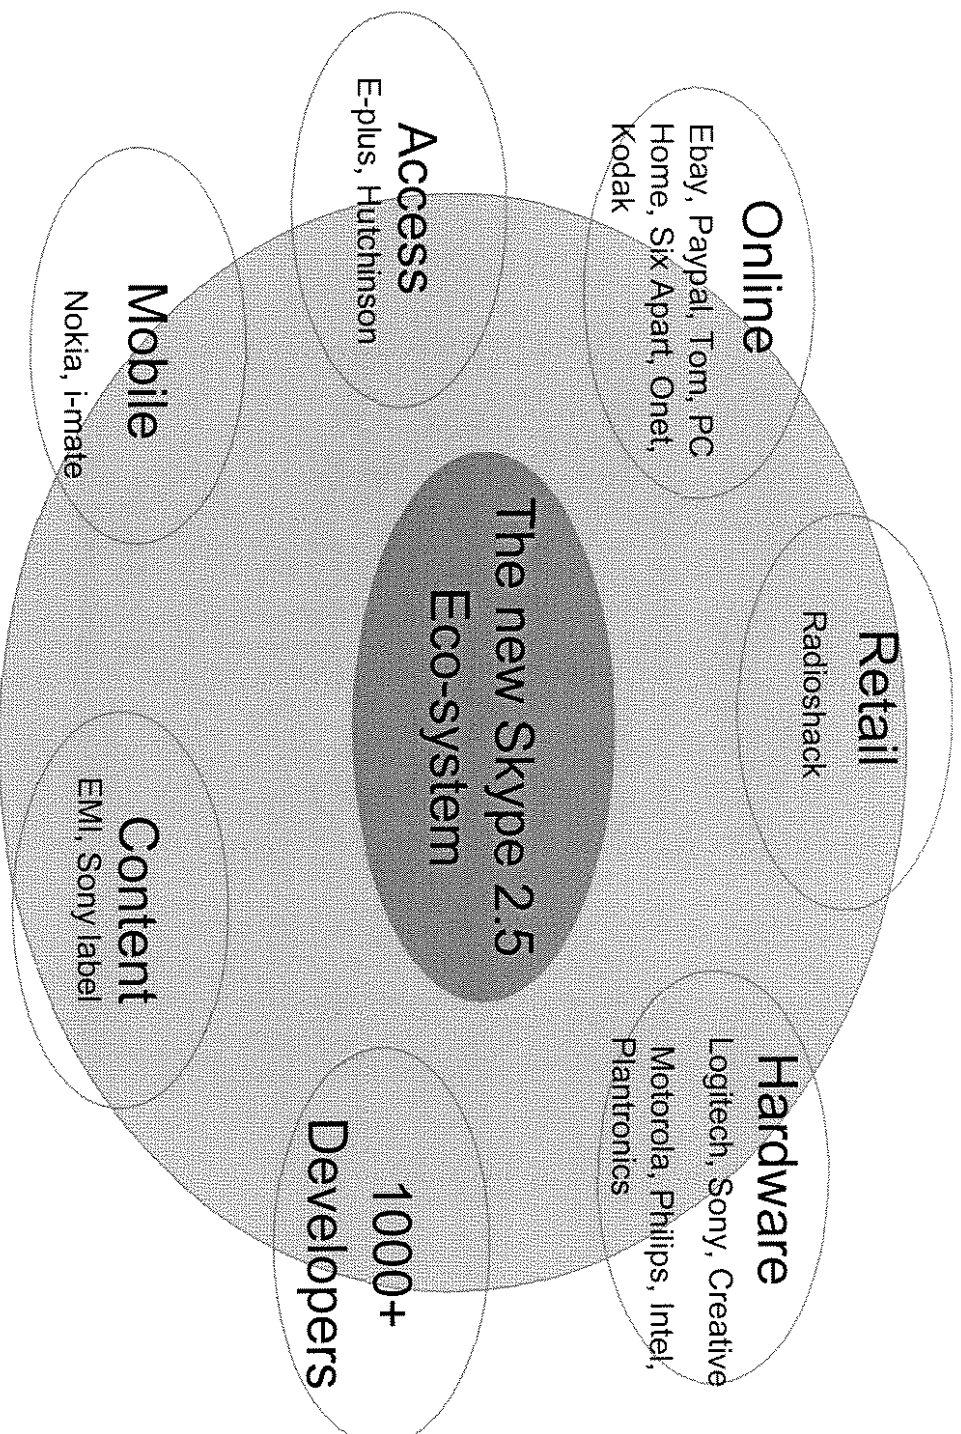 Retail
Radioshack
Online
Ebay, Paypal, Tom, PC
Home, Six Apart, Onet,
Kodak
Hardware
Logitech, Sony, Creative
Motorola, Philips, Intel,
Plantronics
The new Skype 2.5
Eco-system
Access
E-plus, Hutchinson
1000+
Developers
Mobile
Nokia, i-mate
Content
EMI, Sony label